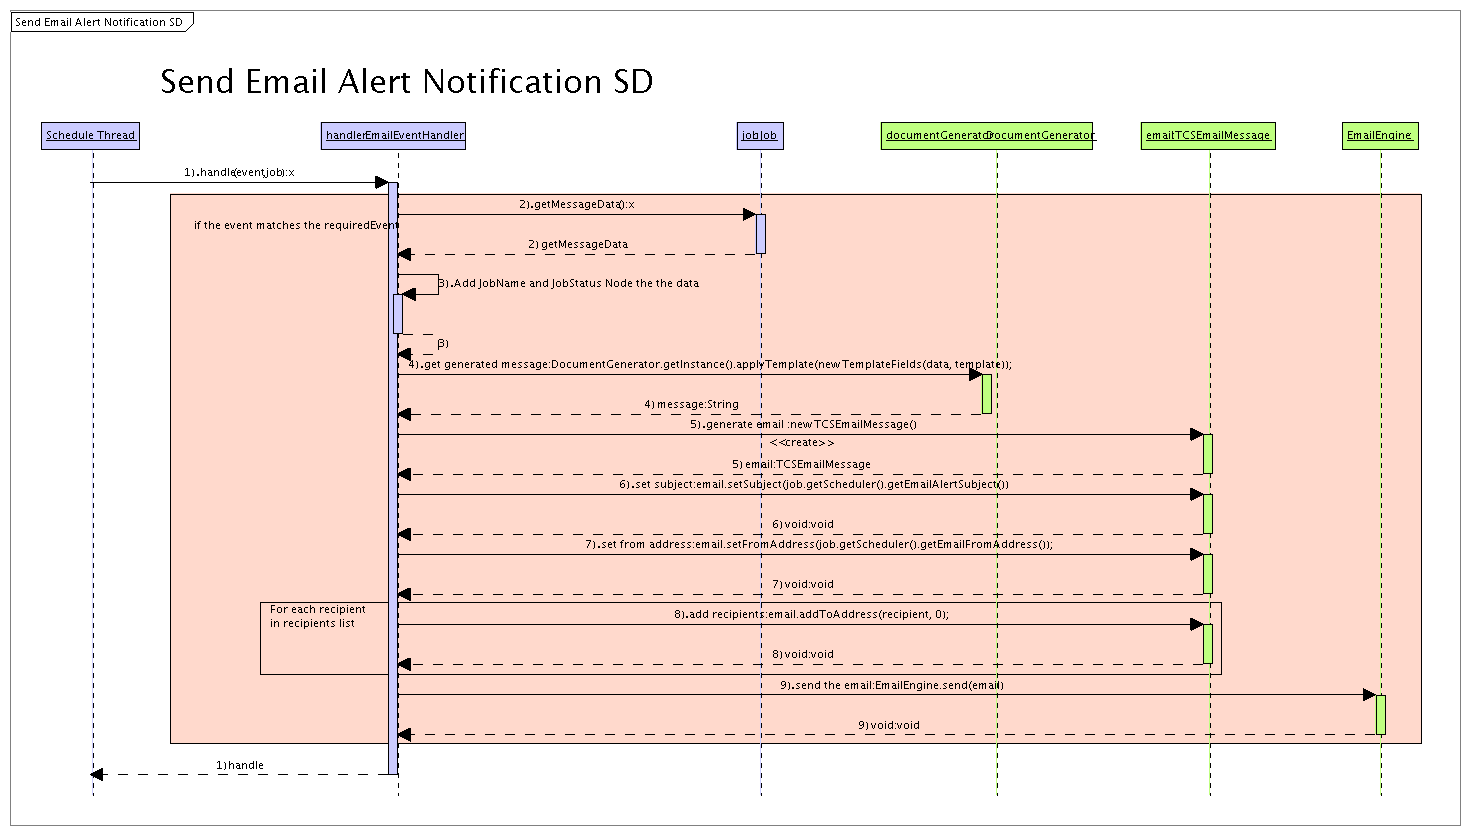 Send Email Alert Notification SD
Send Email Alert Notification SD
Schedule Thread
handler:EmailEventHandler
job:Job
documentGenerator:DocumentGenerator
email:TCSEmailMessage
EmailEngine
1).handle(event,job):x
2).getMessageData():x
if the event matches the requiredEvent
2) getMessageData
3).Add JobName and JobStatus Node the the data
3)
4).get generated message:DocumentGenerator.getInstance().applyTemplate(new TemplateFields(data, template));
4) message:String
5).generate email :new TCSEmailMessage()
<<create>>
5) email:TCSEmailMessage
6).set subject:email.setSubject(job.getScheduler().getEmailAlertSubject())
6) void:void
7).set from address:email.setFromAddress(job.getScheduler().getEmailFromAddress());
7) void:void
For each recipient
in recipients list
8).add recipients:email.addToAddress(recipient, 0);
8) void:void
9).send the email:EmailEngine.send(email)
9) void:void
1) handle